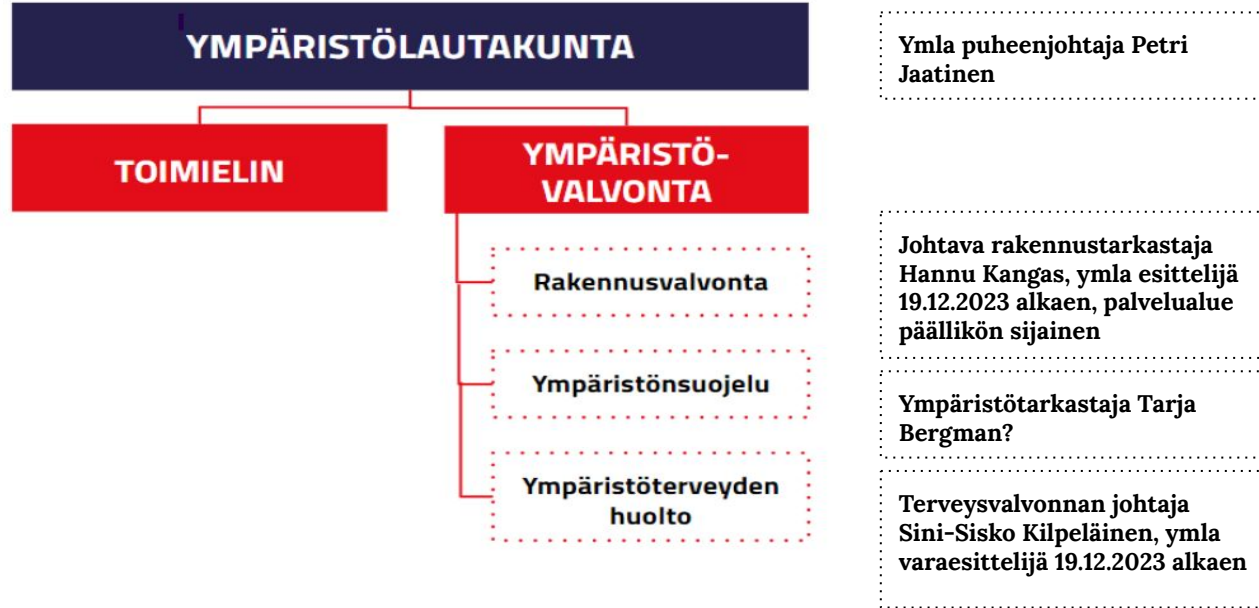 YMPÄRISTÖLAUTAKUNTA
Ymla puheenjohtaja Petri
Jaatinen
TOIMIELIN
YMPÄRISTÖ-
VALVONTA
Rakennusvalvonta
Johtava rakennustarkastaja
Hannu Kangas, ymla esittelijä
19.12.2023 alkaen, palvelualue
päällikön sijainen
Ympäristönsuojelu
Ympäristötarkastaja Tarja
Bergman?
Ympäristöterveyden
huolto
Terveysvalvonnan johtaja
Sini-Sisko Kilpeläinen, ymla
varaesittelijä 19.12.2023 alkaen